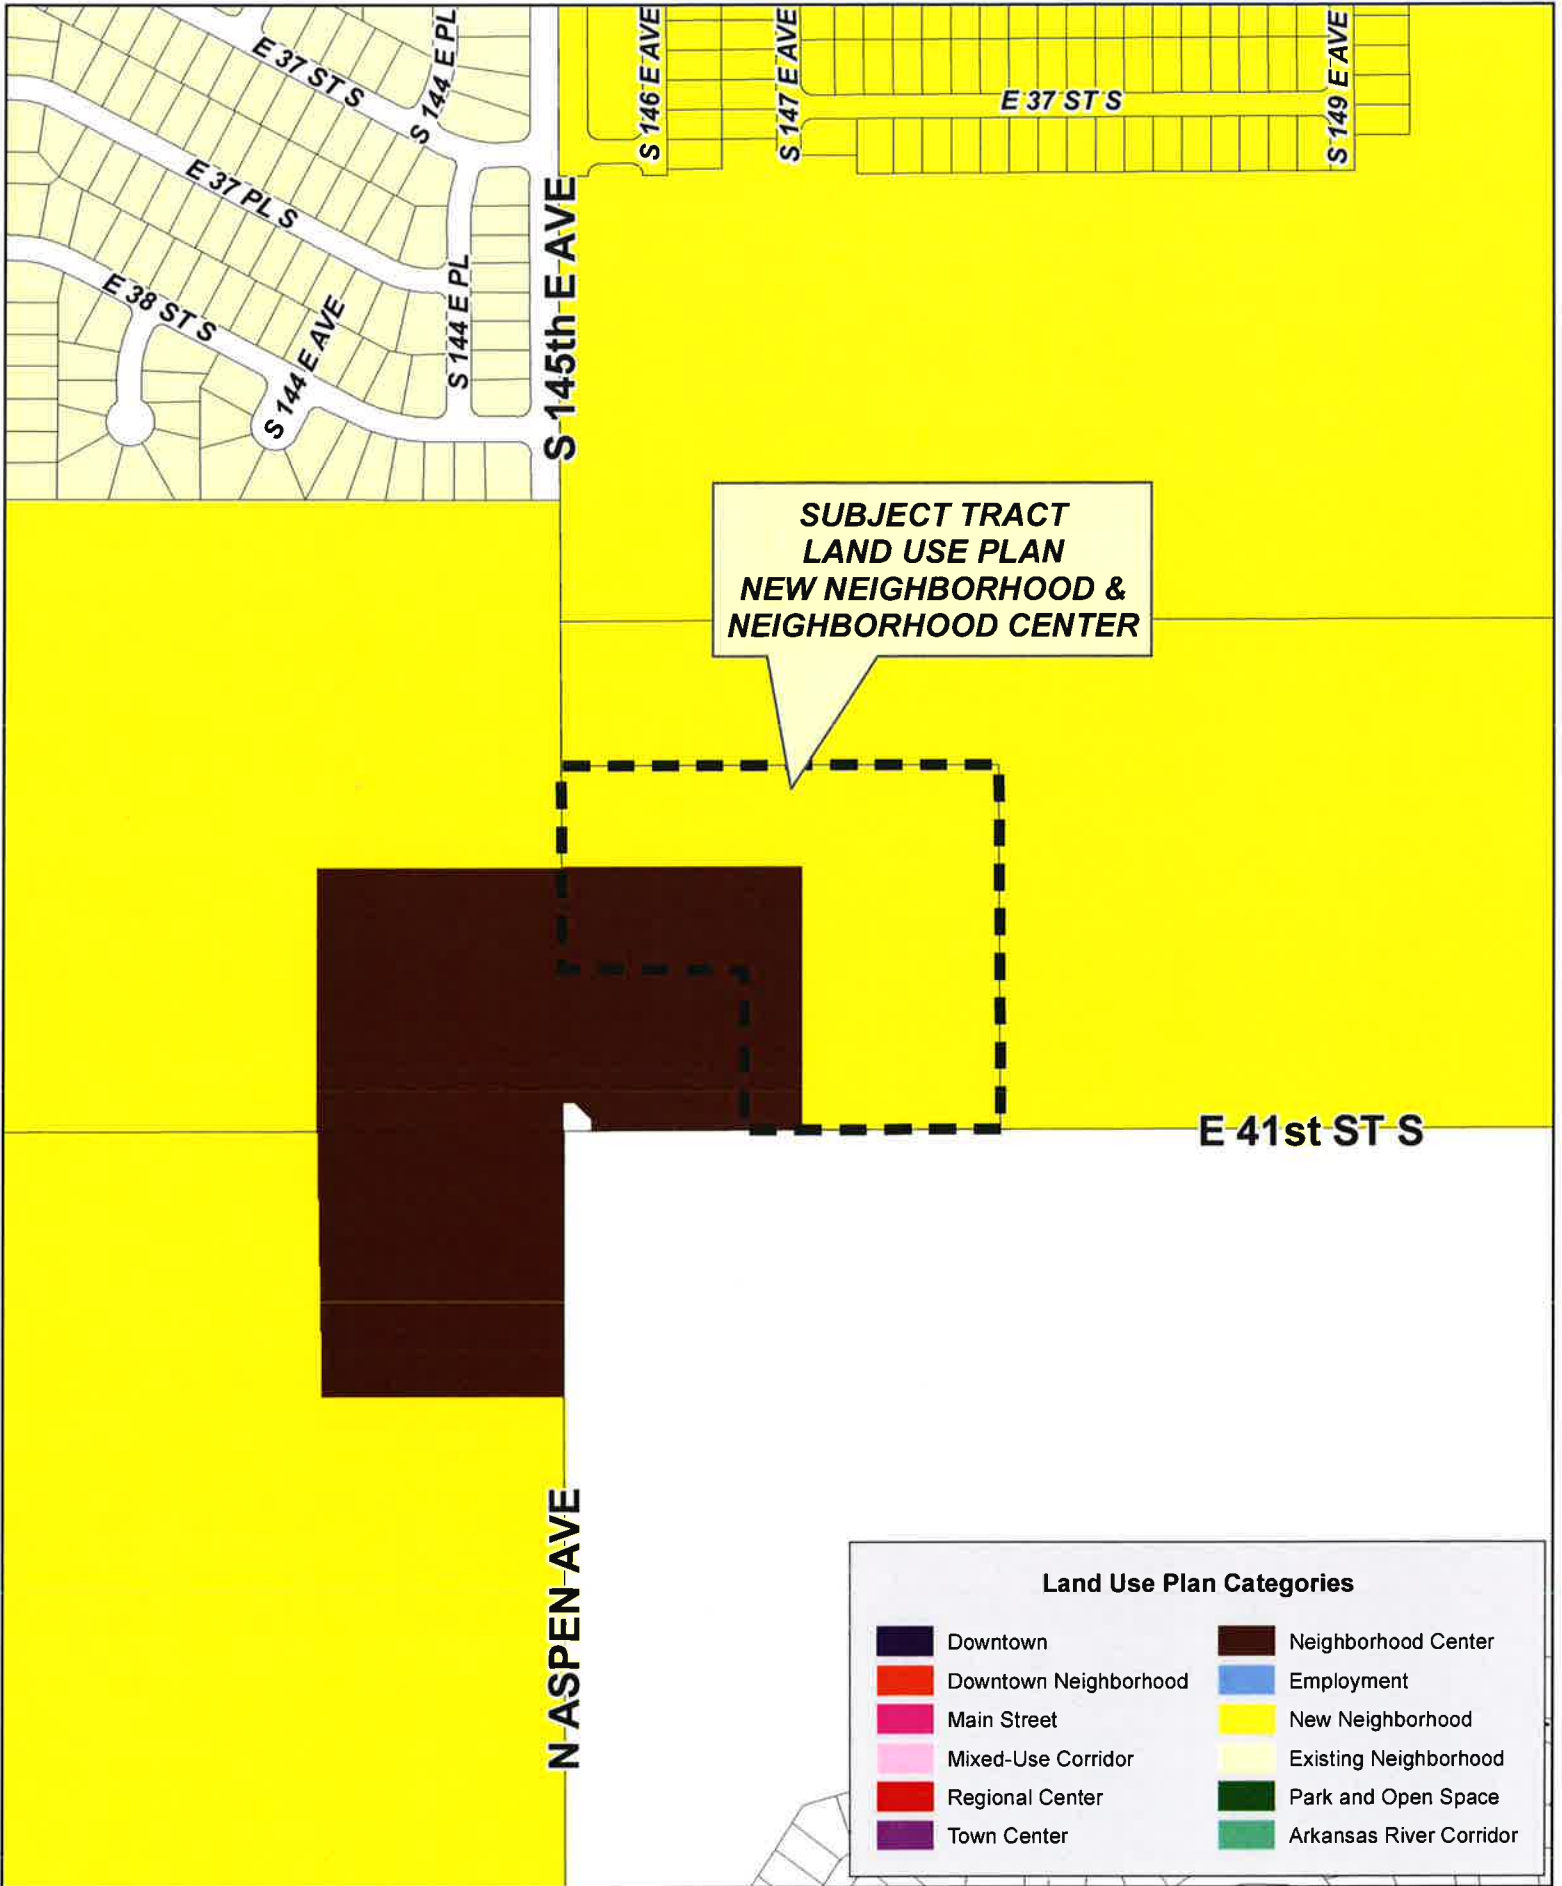 E 37 ST S
S 144 E PL
S 146 E AVE
S 147 E AVE
E 37 ST S
S 149 E AVE
E 37 PL S
S 145th E AVE
E 38 ST S
S 144 E AVE
S 144 E PL
SUBJECT TRACT
LAND USE PLAN
NEW NEIGHBORHOOD &
NEIGHBORHOOD CENTER
E 41st ST S
N ASPEN AVE
Land Use Plan Categories
Downtown
Downtown Neighborhood
Main Street
Mixed-Use Corridor
Regional Center
Town Center
Neighborhood Center
Employment
New Neighborhood
Existing Neighborhood
Park and Open Space
Arkansas River Corridor